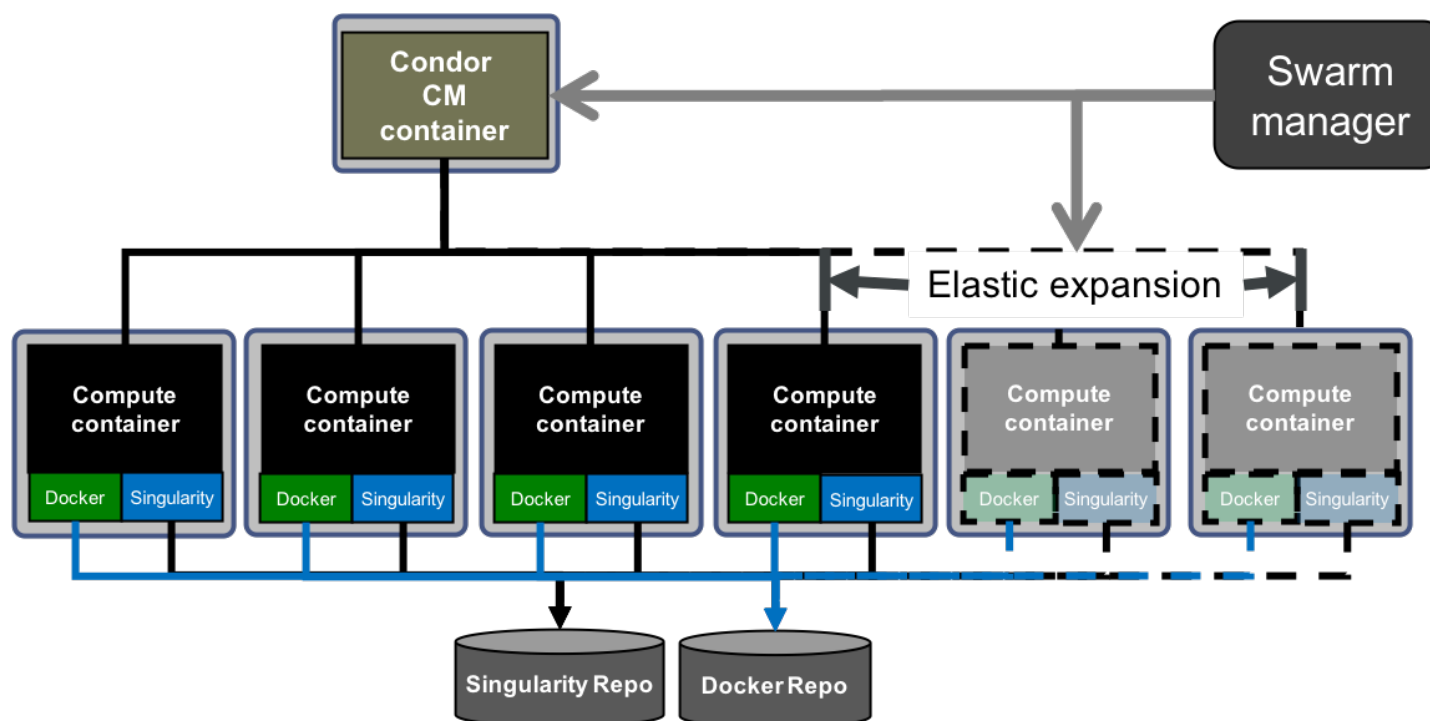 Condor
CM
container
Swarm
manager
Elastic expansion
Compute
container
Compute
container
Compute
container
Compute
container
Compute
container
Compute
container
Docker
Singularity
Docker
Singularity
Docker
Singularity
Docker
Singularity
Docker
Singularity
Docker
Singularity
Singularity Repo
Docker Repo